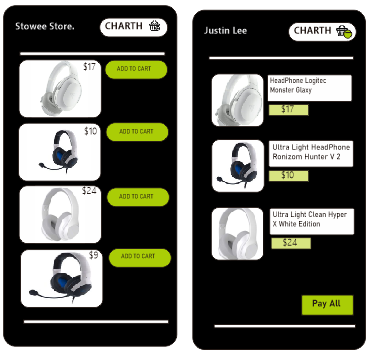 Stowee Store.
CHARTH
$17
ADD TO CART
$10
ADD TO CART
$24
ADD TO CART
$9
ADD TO CART
Justin Lee
CHARTH
HeadPhone Logitec
Monster Glaxy
$17
Ultra Light HeadPhone
Ronizom Hunter V 2
$10
Ultra Light Clean Hyper
X White Edition
$24
Pay All